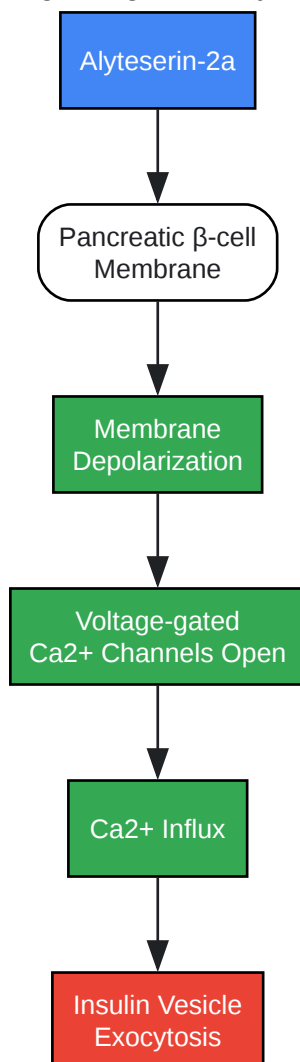 Alyteserin-2a
Pancreatic β-cell
Membrane
Membrane
Depolarization
Voltage-gated
Ca2+ Channels Open
Ca2+ Influx
Insulin Vesicle
Exocytosis